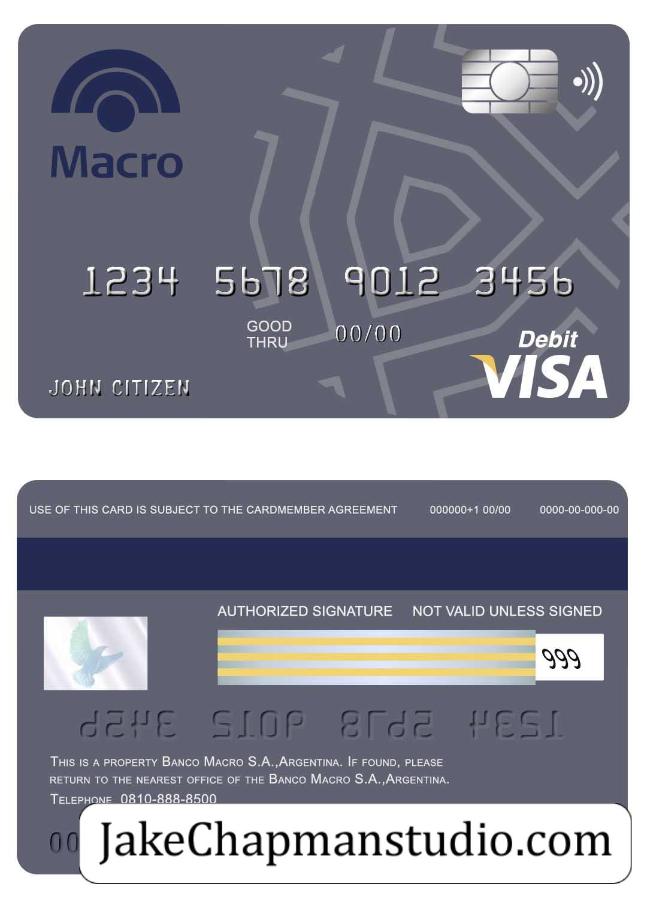 Macro
1234 5678 9012 3456
GOOD
THRU 00/00
Debit
JOHN CITIZEN
VISA
USE OF THIS CARD IS SUBJECT TO THE CARDMEMBER AGREEMENT 000000+1 00/00 0000-00-000-00
AUTHORIZED SIGNATURE NOT VALID UNLESS SIGNED
999
THIS IS A PROPERTY BANCO MACRO S.A.,ARGENTINA. IF FOUND, PLEASE
RETURN TO THE NEAREST OFFICE OF THE BANCO MACRO S.A.,ARGENTINA.
TELEPHONE 0810-888-8500
00
JakeChapmanstudio.com